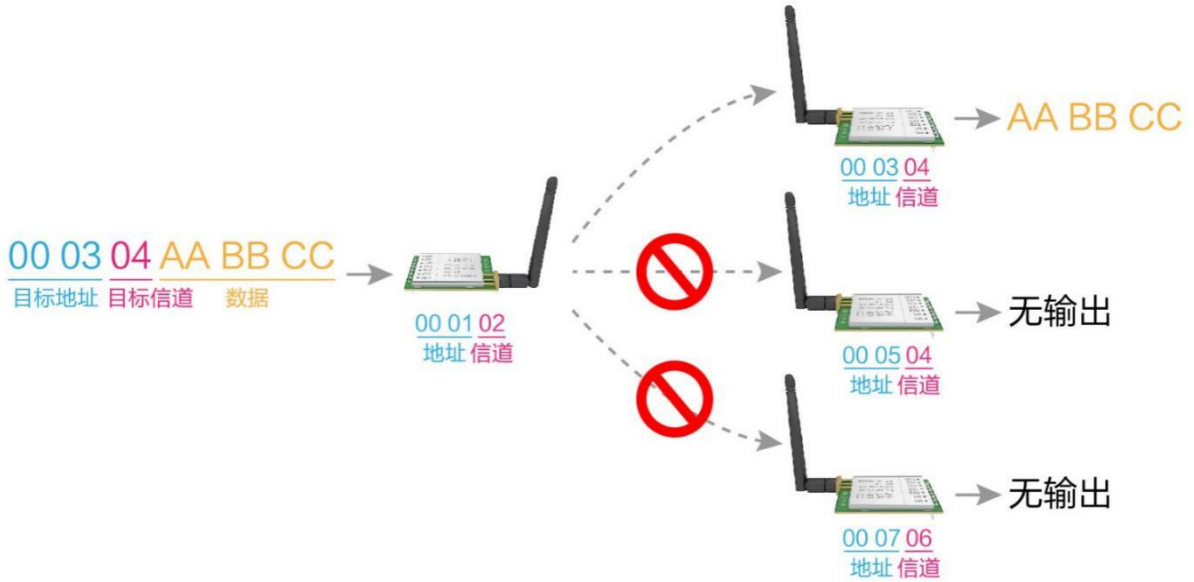 00 03 04 AA BB CC
目标地址 目标信道 数据
00 01 02
地址 信道
AA BB CC
00 03 04
地址 信道
无输出
00 05 04
地址 信道
无输出
00 07 06
地址 信道